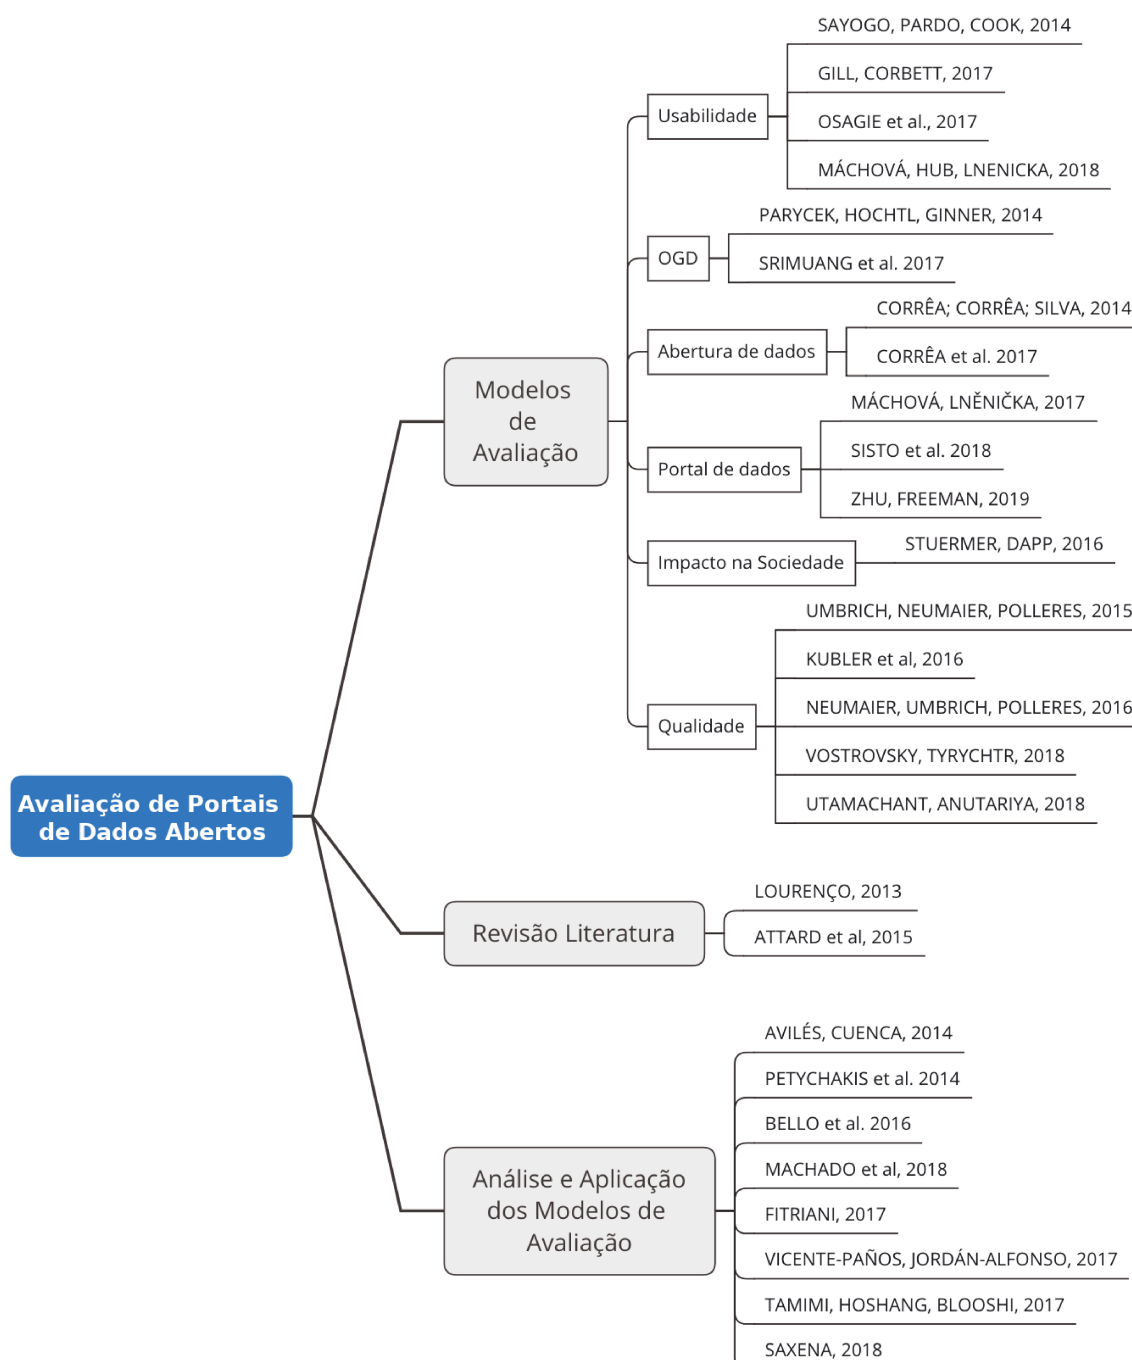 SAYOGO, PARDO, COOK, 2014
GILL, CORBETT, 2017
Usabilidade
OSAGIE et al., 2017
MÁCHOVÁ, HUB, LNENICKA, 2018
PARYCEK, HOCHTL, GINNER, 2014
OGD
SRIMUANG et al. 2017
CORRÊA; CORRÊA; SILVA, 2014
Abertura de dados
CORRÊA et al. 2017
Modelos
de
Avaliação
MÁCHOVÁ, LNĚNIČKA, 2017
SISTO et al. 2018
Portal de dados
ZHU, FREEMAN, 2019
STUERMER, DAPP, 2016
Impacto na Sociedade
UMBRICH, NEUMAIER, POLLERES, 2015
KUBLER et al, 2016
NEUMAIER, UMBRICH, POLLERES, 2016
Qualidade
VOSTROVSKY, TYRYCHTR, 2018
UTAMACHANT, ANUTARIYA, 2018
Avaliação de Portais
de Dados Abertos
LOURENÇO, 2013
Revisão Literatura
ATTARD et al, 2015
AVILÉS, CUENCA, 2014
PETYCHAKIS et al. 2014
BELLO et al. 2016
MACHADO et al, 2018
Análise e Aplicação
dos Modelos de
Avaliação
FITRIANI, 2017
VICENTE-PAÑOS, JORDÁN-ALFONSO, 2017
TAMIMI, HOSHANG, BLOOSHI, 2017
SAXENA, 2018